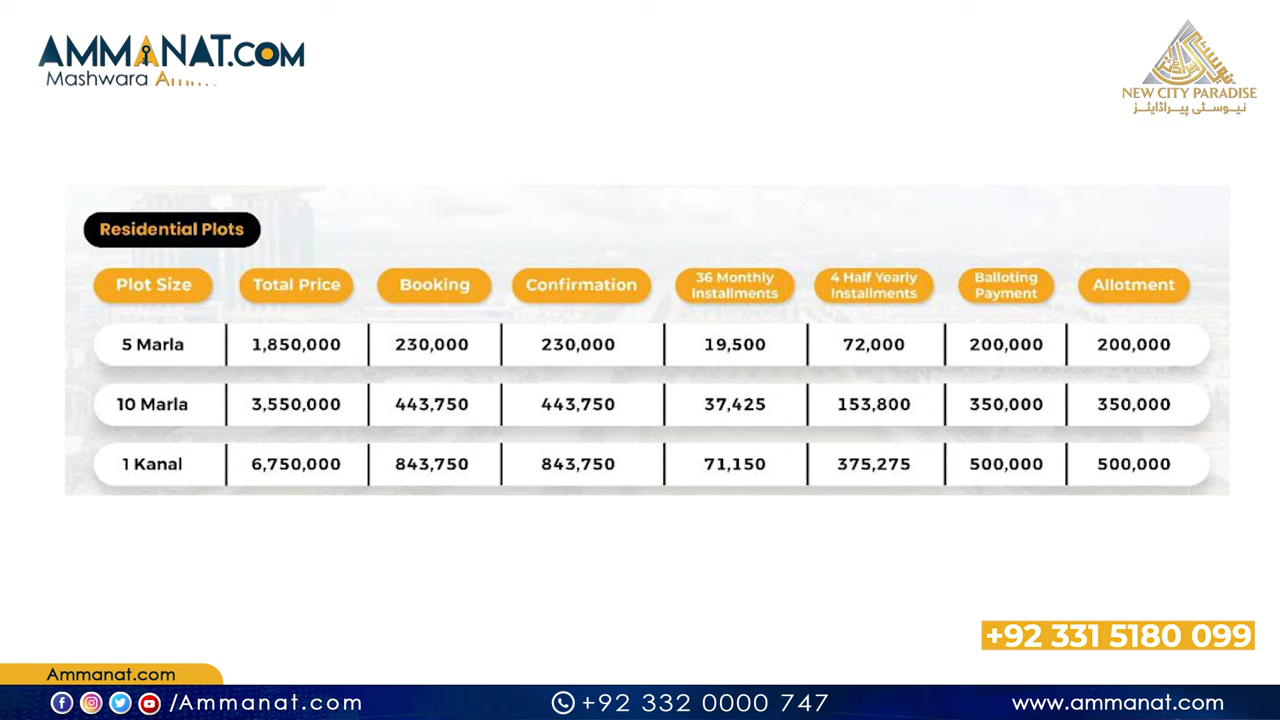 AMMANAT.COM
Mashwara
NEW CITY PARADISE
نیوسٹی پیراڈائیز
Residential Plots
Plot Size Total Price Booking Confirmation 36 Monthly Installments 4 Half Yearly Installments Balloting Payment Allotment
5 Marla 1,850,000 230,000 230,000 19,500 72,000 200,000 200,000
10 Marla 3,550,000 443,750 443,750 37,425 153,800 350,000 350,000
1 Kanal 6,750,000 843,750 843,750 71,150 375,275 500,000 500,000
+92 331 5180 099
Ammanat.com
/Ammanat.com +92 332 0000 747 www.ammanat.com